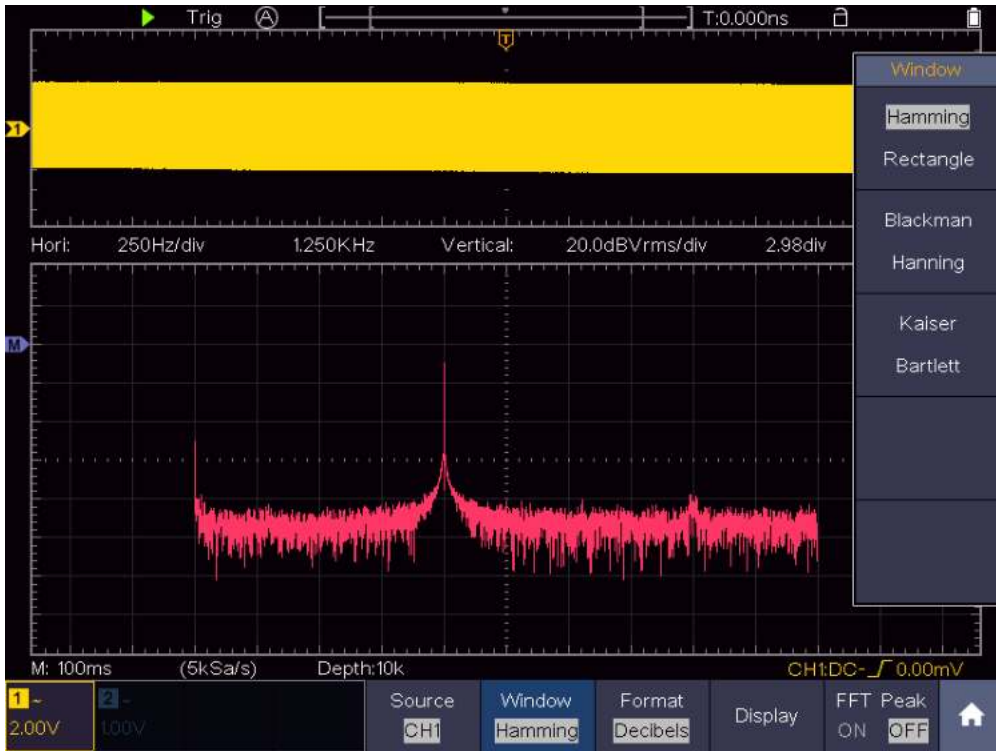 Trig A T:0.000ns
T
Window
1
Hamming
Rectangle
Blackman
Hori: 250Hz/div 1.250KHz Vertical: 20.0dBVrms/div 2.98div
Hanning
Kaiser
M
Bartlett
M: 100ms (5kSa/s) Depth:10k CH1:DC- 0.00mV
1 ~ 2 ~ Source Window Format Display FFT Peak
2.00V 1.00V CH1 Hamming Decibels ON OFF